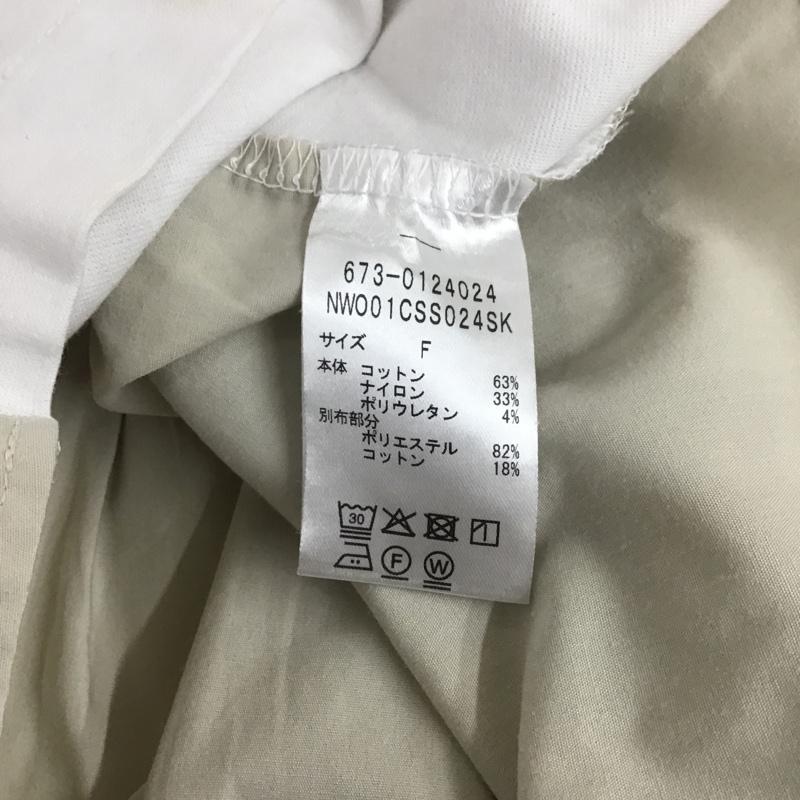 673-0124024
NW001CSS024SK
サイズ F
本体 コットン 63%
ナイロン 33%
ポリウレタン 4%
別布部分
ポリエステル 82%
コットン 18%
30
F W